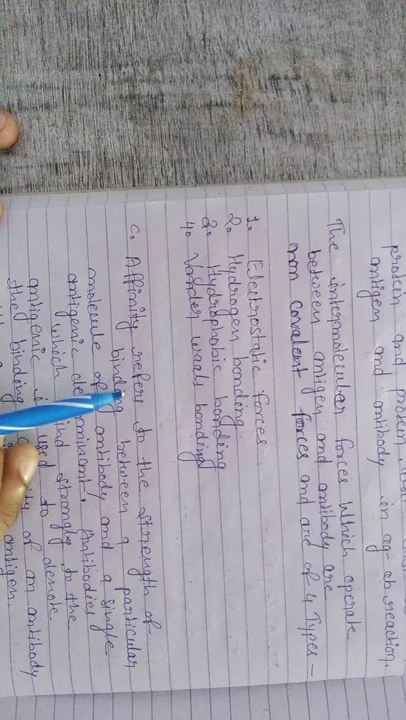 protein and protein
antigen and antibody in ag-ab reaction.
The intermolecular forces which operate
between antigen and antibody are
non covalent forces and are of 4 Types -
1. Electrostatic forces
2. Hydrogen bonding
3. Hydrophobic bonding
4. Vander waals bonding
C. Affinity refers to the strength of
binding between a particular
molecule of antibody and a single
antigenic determinant. Antibodies
which bind strongly to the
antigenic used to denote
the binding of an antibody
antigen